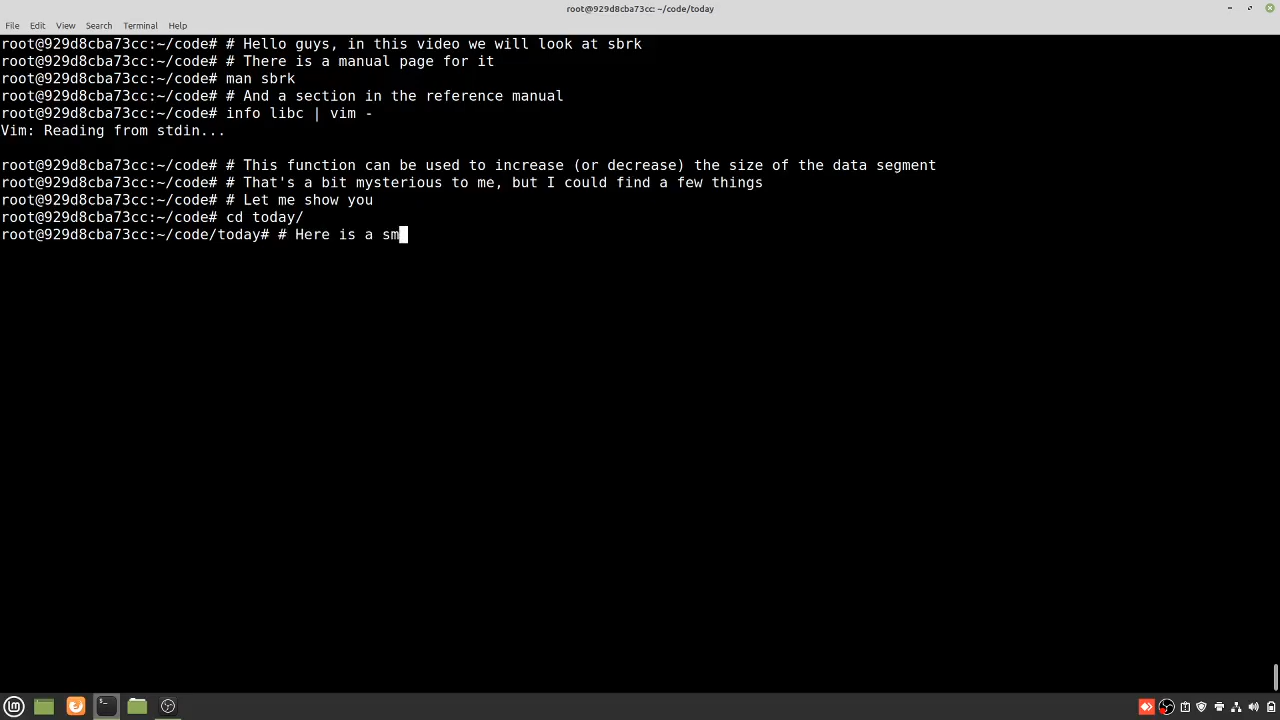 root@929d8cba73cc: ~/code/today
File Edit View Search Terminal Help
root@929d8cba73cc:~/code# # Hello guys, in this video we will look at sbrk
root@929d8cba73cc:~/code# # There is a manual page for it
root@929d8cba73cc:~/code# man sbrk
root@929d8cba73cc:~/code# # And a section in the reference manual
root@929d8cba73cc:~/code# info libc | vim -
Vim: Reading from stdin...
root@929d8cba73cc:~/code# # This function can be used to increase (or decrease) the size of the data segment
root@929d8cba73cc:~/code# # That's a bit mysterious to me, but I could find a few things
root@929d8cba73cc:~/code# # Let me show you
root@929d8cba73cc:~/code# cd today/
root@929d8cba73cc:~/code/today# # Here is a sm